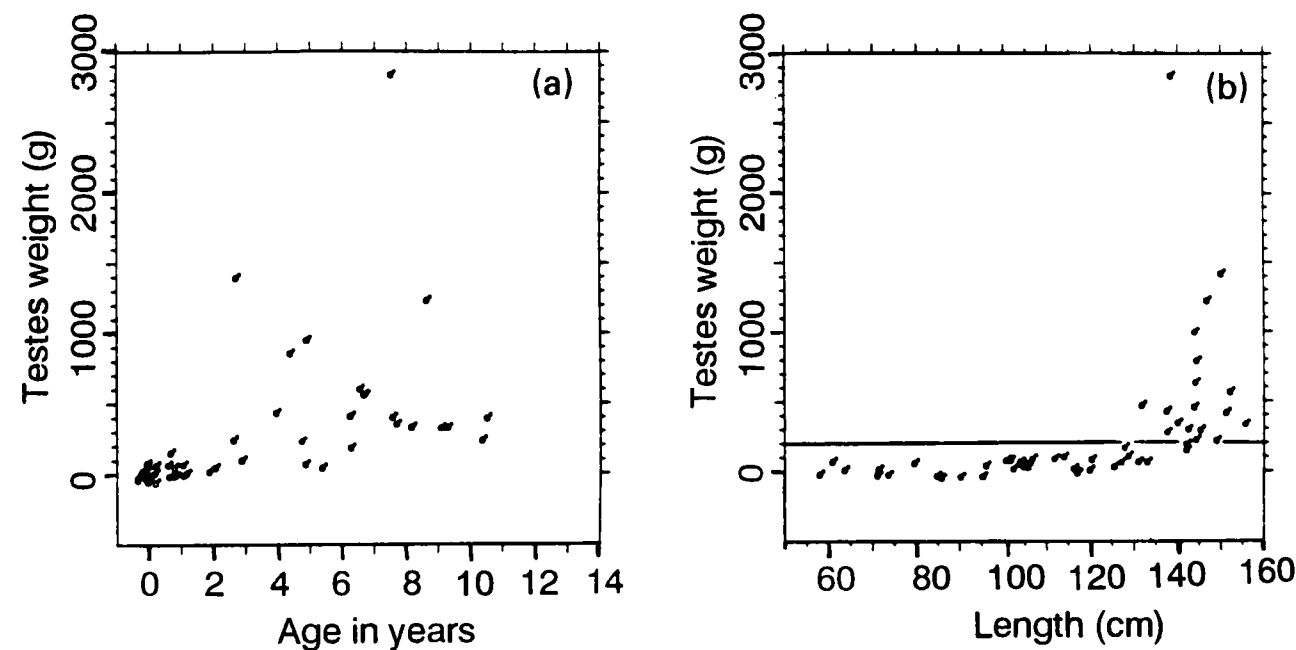 (a)
Testes weight (g)
3000
2000
1000
0
0 2 4 6 8 10 12 14
Age in years
(b)
Testes weight (g)
3000
2000
1000
0
60 80 100 120 140 160
Length (cm)